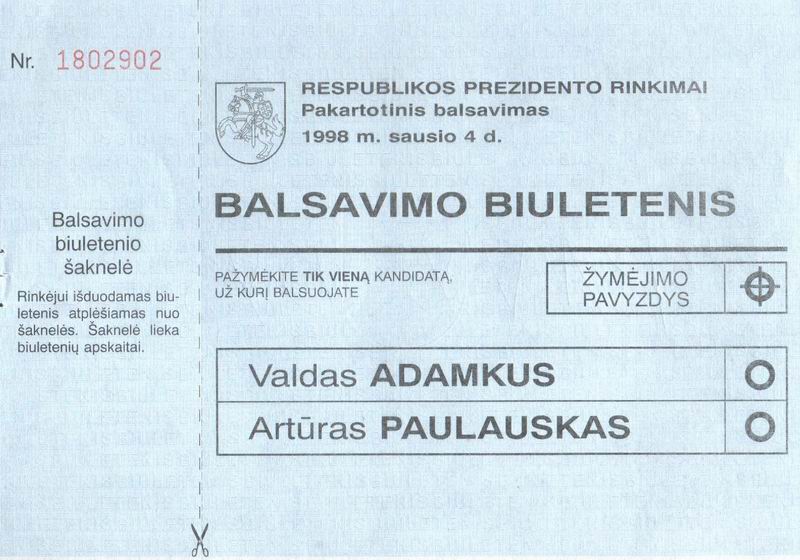 Nr. 1802902
Balsavimo
biuletenio
šaknelė
Rinkėjui išduodamas biu-
letenis atplėšiamas nuo
šaknelės. Šaknelė lieka
biuletenių apskaitai.
RESPUBLIKOS PREZIDENTO RINKIMAI
Pakartotinis balsavimas
1998 m. sausio 4 d.
BALSAVIMO BIULETENIS
PAŽYMĖKITE TIK VIENĄ KANDIDATĄ,
UŽ KURĮ BALSUOJATE
ŽYMĖJIMO
PAVYZDYS
Valdas ADAMKUS
Artūras PAULAUSKAS